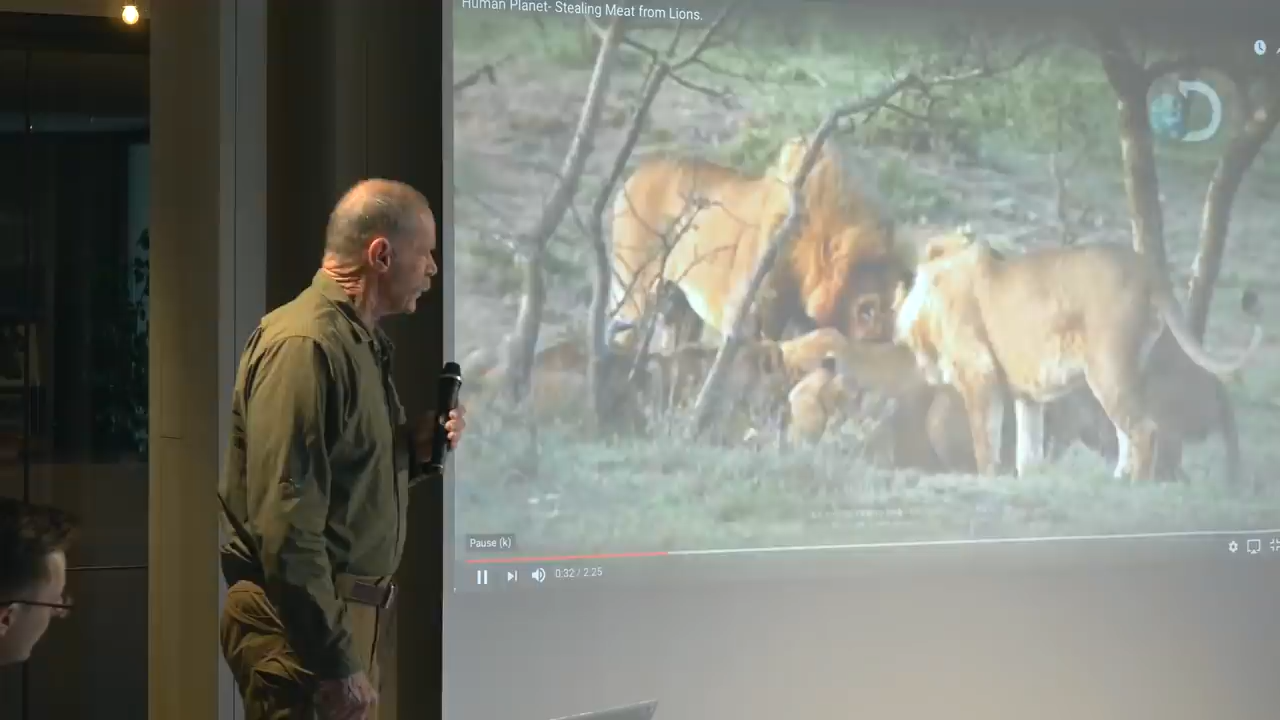 Human Planet- Stealing Meat from Lions.
Pause (k)
0:32 / 2:25